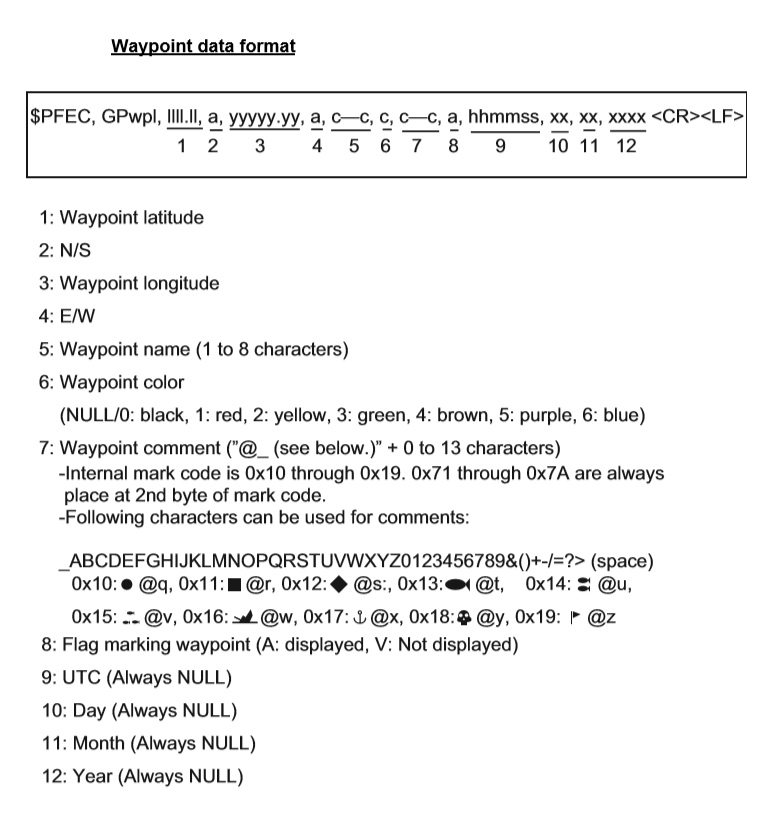 Waypoint data format
$PFEC, GPwpl, llll.ll, a, yyyyy.yy, a, c—c, c, c—c, a, hhmmss, xx, xx, xxxx <CR><LF>
1 2 3 4 5 6 7 8 9 10 11 12
1: Waypoint latitude
2: N/S
3: Waypoint longitude
4: E/W
5: Waypoint name (1 to 8 characters)
6: Waypoint color
(NULL/0: black, 1: red, 2: yellow, 3: green, 4: brown, 5: purple, 6: blue)
7: Waypoint comment ("@_ (see below.)" + 0 to 13 characters)
-Internal mark code is 0x10 through 0x19. 0x71 through 0x7A are always
place at 2nd byte of mark code.
-Following characters can be used for comments:
_ABCDEFGHIJKLMNOPQRSTUVWXYZ0123456789&()+-/=?> (space)
0x10: ● @q, 0x11: ■ @r, 0x12: ◆ @s:, 0x13: @t, 0x14: @u,
0x15: @v, 0x16: @w, 0x17: ⚓ @x, 0x18: @y, 0x19: @z
8: Flag marking waypoint (A: displayed, V: Not displayed)
9: UTC (Always NULL)
10: Day (Always NULL)
11: Month (Always NULL)
12: Year (Always NULL)